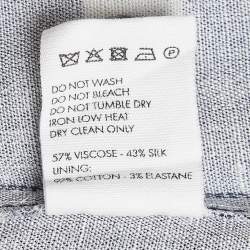 DO NOT WASH
DO NOT BLEACH
DO NOT TUMBLE DRY
IRON LOW HEAT
DRY CLEAN ONLY
57% VISCOSE - 43% SILK
LINING:
97% COTTON - 3% ELASTANE